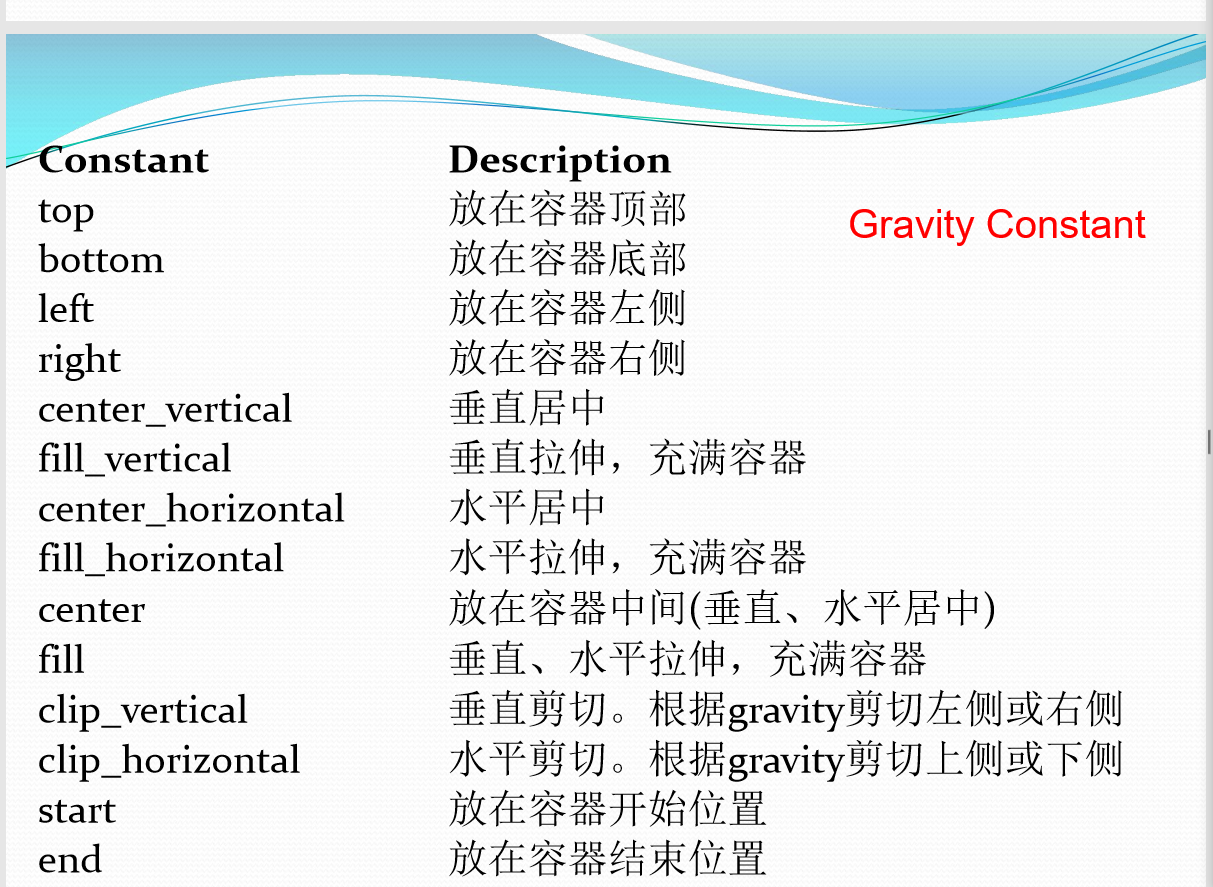 Constant Description
top 放在容器顶部
Gravity Constant
bottom 放在容器底部
left 放在容器左侧
right 放在容器右侧
center_vertical 垂直居中
fill_vertical 垂直拉伸，充满容器
center_horizontal 水平居中
fill_horizontal 水平拉伸，充满容器
center 放在容器中间(垂直、水平居中)
fill 垂直、水平拉伸，充满容器
clip_vertical 垂直剪切。根据gravity剪切左侧或右侧
clip_horizontal 水平剪切。根据gravity剪切上侧或下侧
start 放在容器开始位置
end 放在容器结束位置